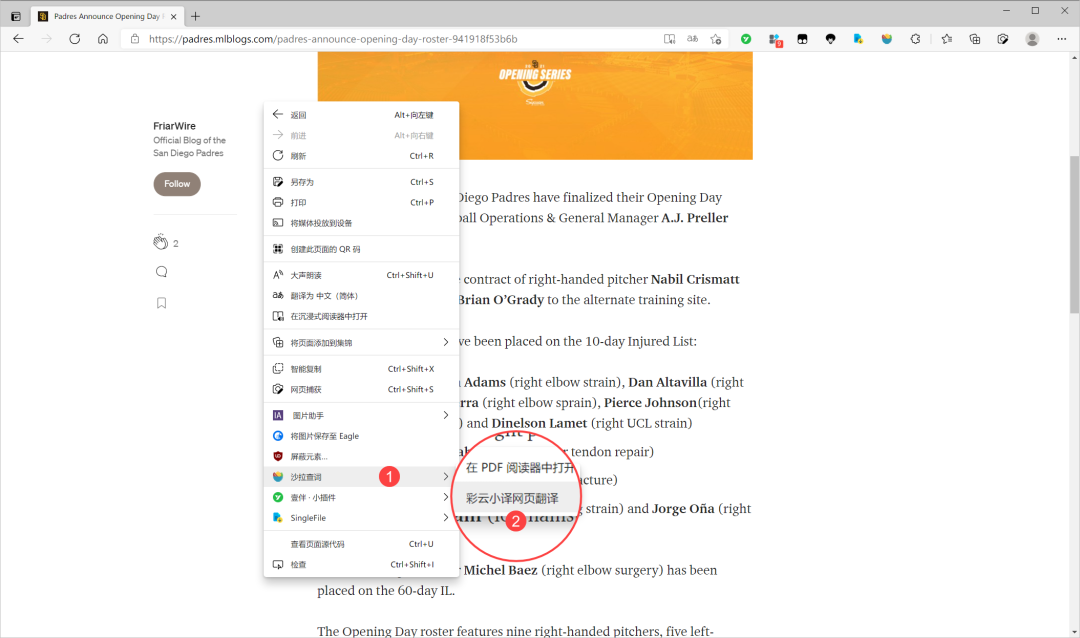 Padres Announce Opening Day
https://padres.mlblogs.com/padres-announce-opening-day-roster-941918f53b6b
9
OPENING SERIES
FriarWire
Official Blog of the
San Diego Padres
Follow
2
返回 Alt+向左键
前进 Alt+向右键
刷新 Ctrl+R
另存为 Ctrl+S
打印 Ctrl+P
将媒体投放到设备
创建此页面的 QR 码
大声朗读 Ctrl+Shift+U
翻译为 中文（简体）
在沉浸式阅读器中打开
将页面添加到集锦
智能复制 Ctrl+Shift+X
网页捕获 Ctrl+Shift+S
图片助手
将图片保存至 Eagle
屏蔽元素...
沙拉查词 1
壹伴 · 小插件
SingleFile
查看页面源代码 Ctrl+U
检查 Ctrl+Shift+I
在 PDF 阅读器中打开
彩云小译网页翻译
2
Diego Padres have finalized their Opening Day
Operations & General Manager A.J. Preller
contract of right-handed pitcher Nabil Crismatt
Brian O’Grady to the alternate training site.
been placed on the 10-day Injured List:
Adams (right elbow strain), Dan Altavilla (right
(right elbow sprain), Pierce Johnson(right
) and Dinelson Lamet (right UCL strain)
tendon repair)
strain) and Jorge Oña (right
Michel Baez (right elbow surgery) has been
placed on the 60-day IL.
The Opening Day roster features nine right-handed pitchers, five left-